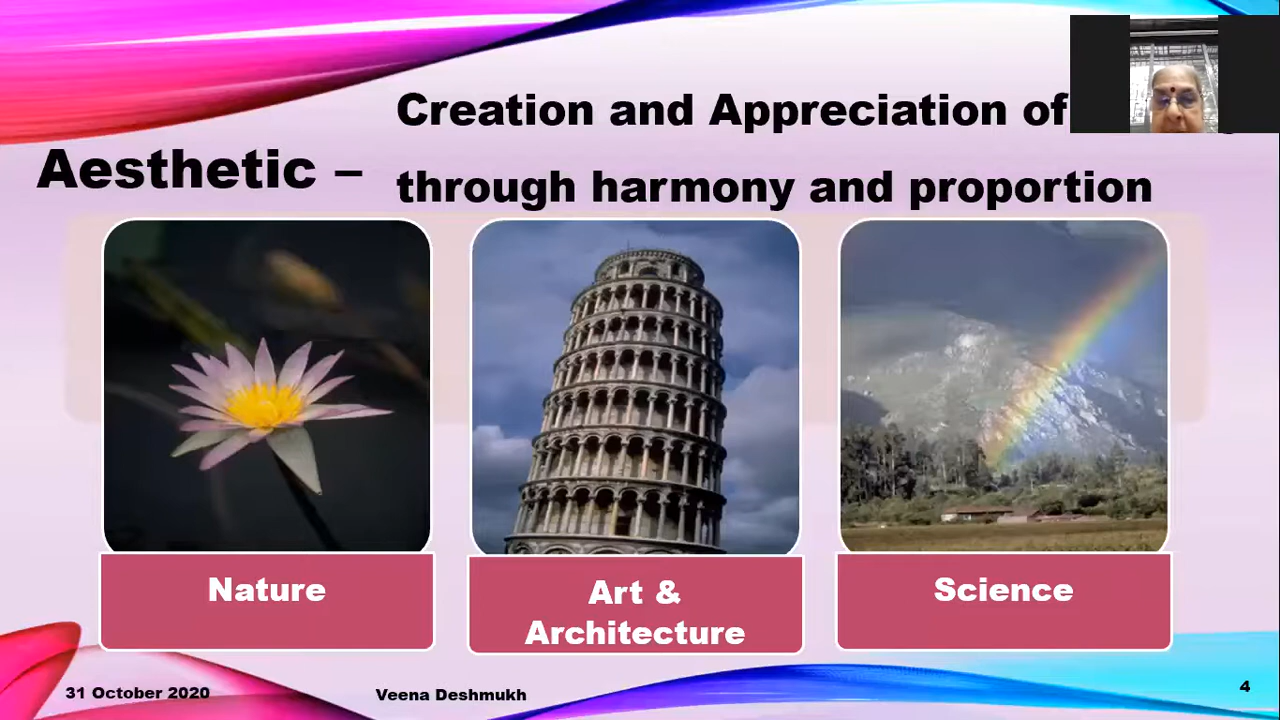 Creation and Appreciation of
Aesthetic –
through harmony and proportion
Nature
Art &
Architecture
Science
31 October 2020
Veena Deshmukh
4